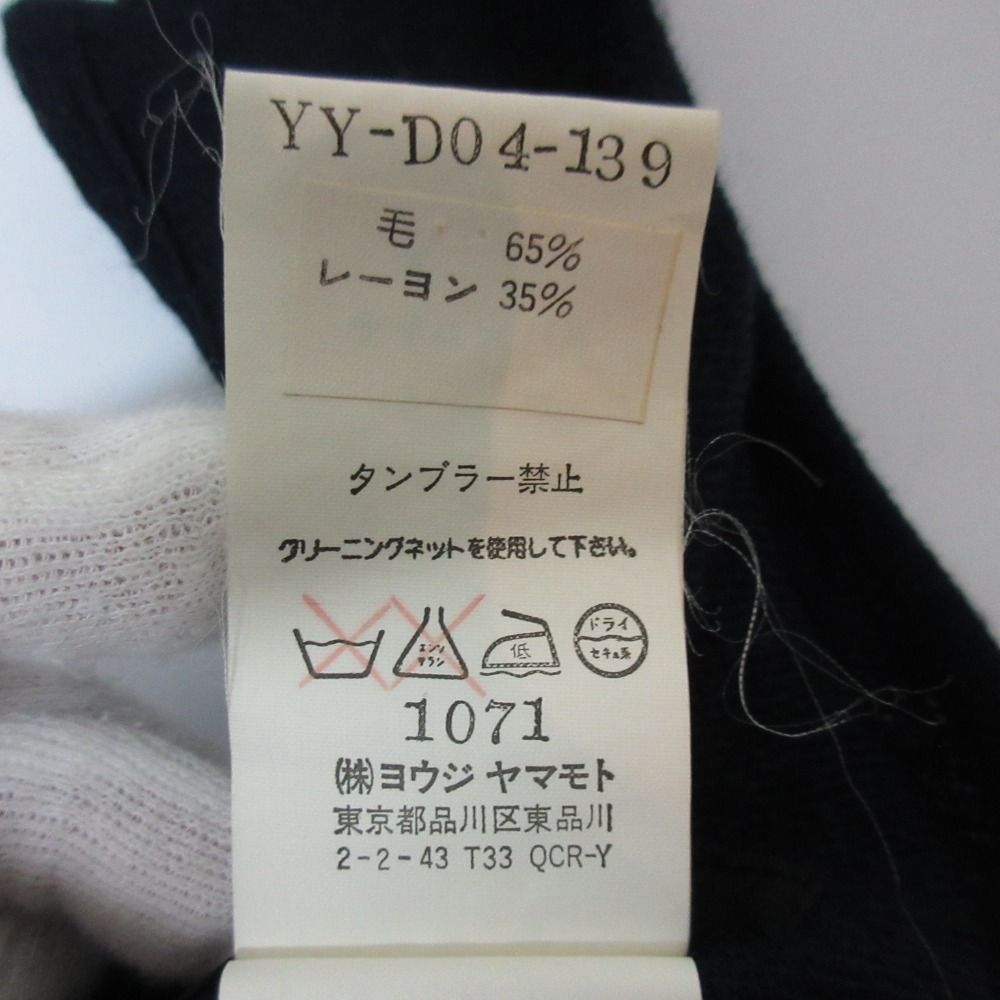 YY-D04-139
毛 65%
レーヨン 35%
タンブラー禁止
クリーニングネットを使用して下さい。
エンソ サラシ 低 ドライ セキユ系
1071
(株)ヨウジ ヤマモト
東京都品川区東品川
2-2-43 T33 QCR-Y